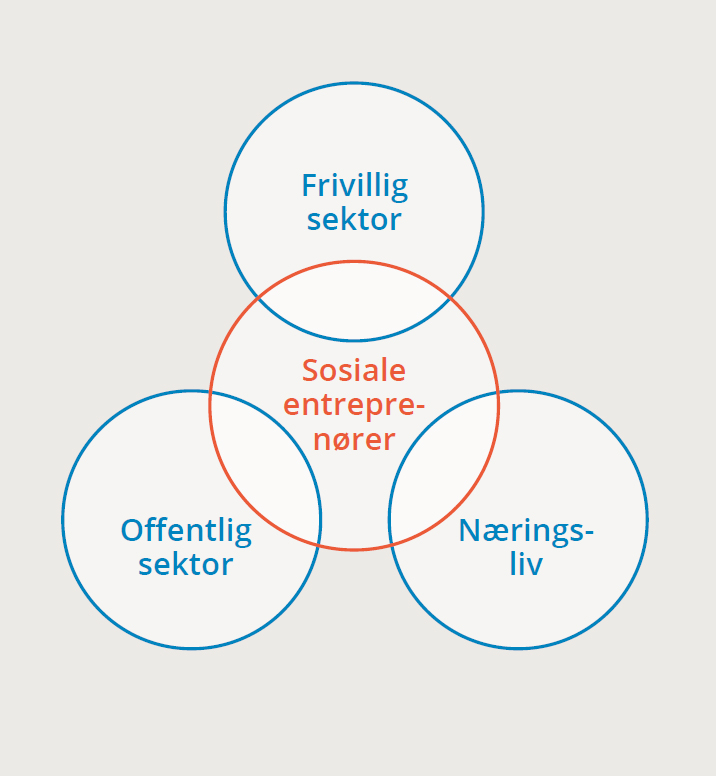 Frivillig
sektor
Sosiale
entrepre-
nører
Offentlig
sektor
Nærings-
liv